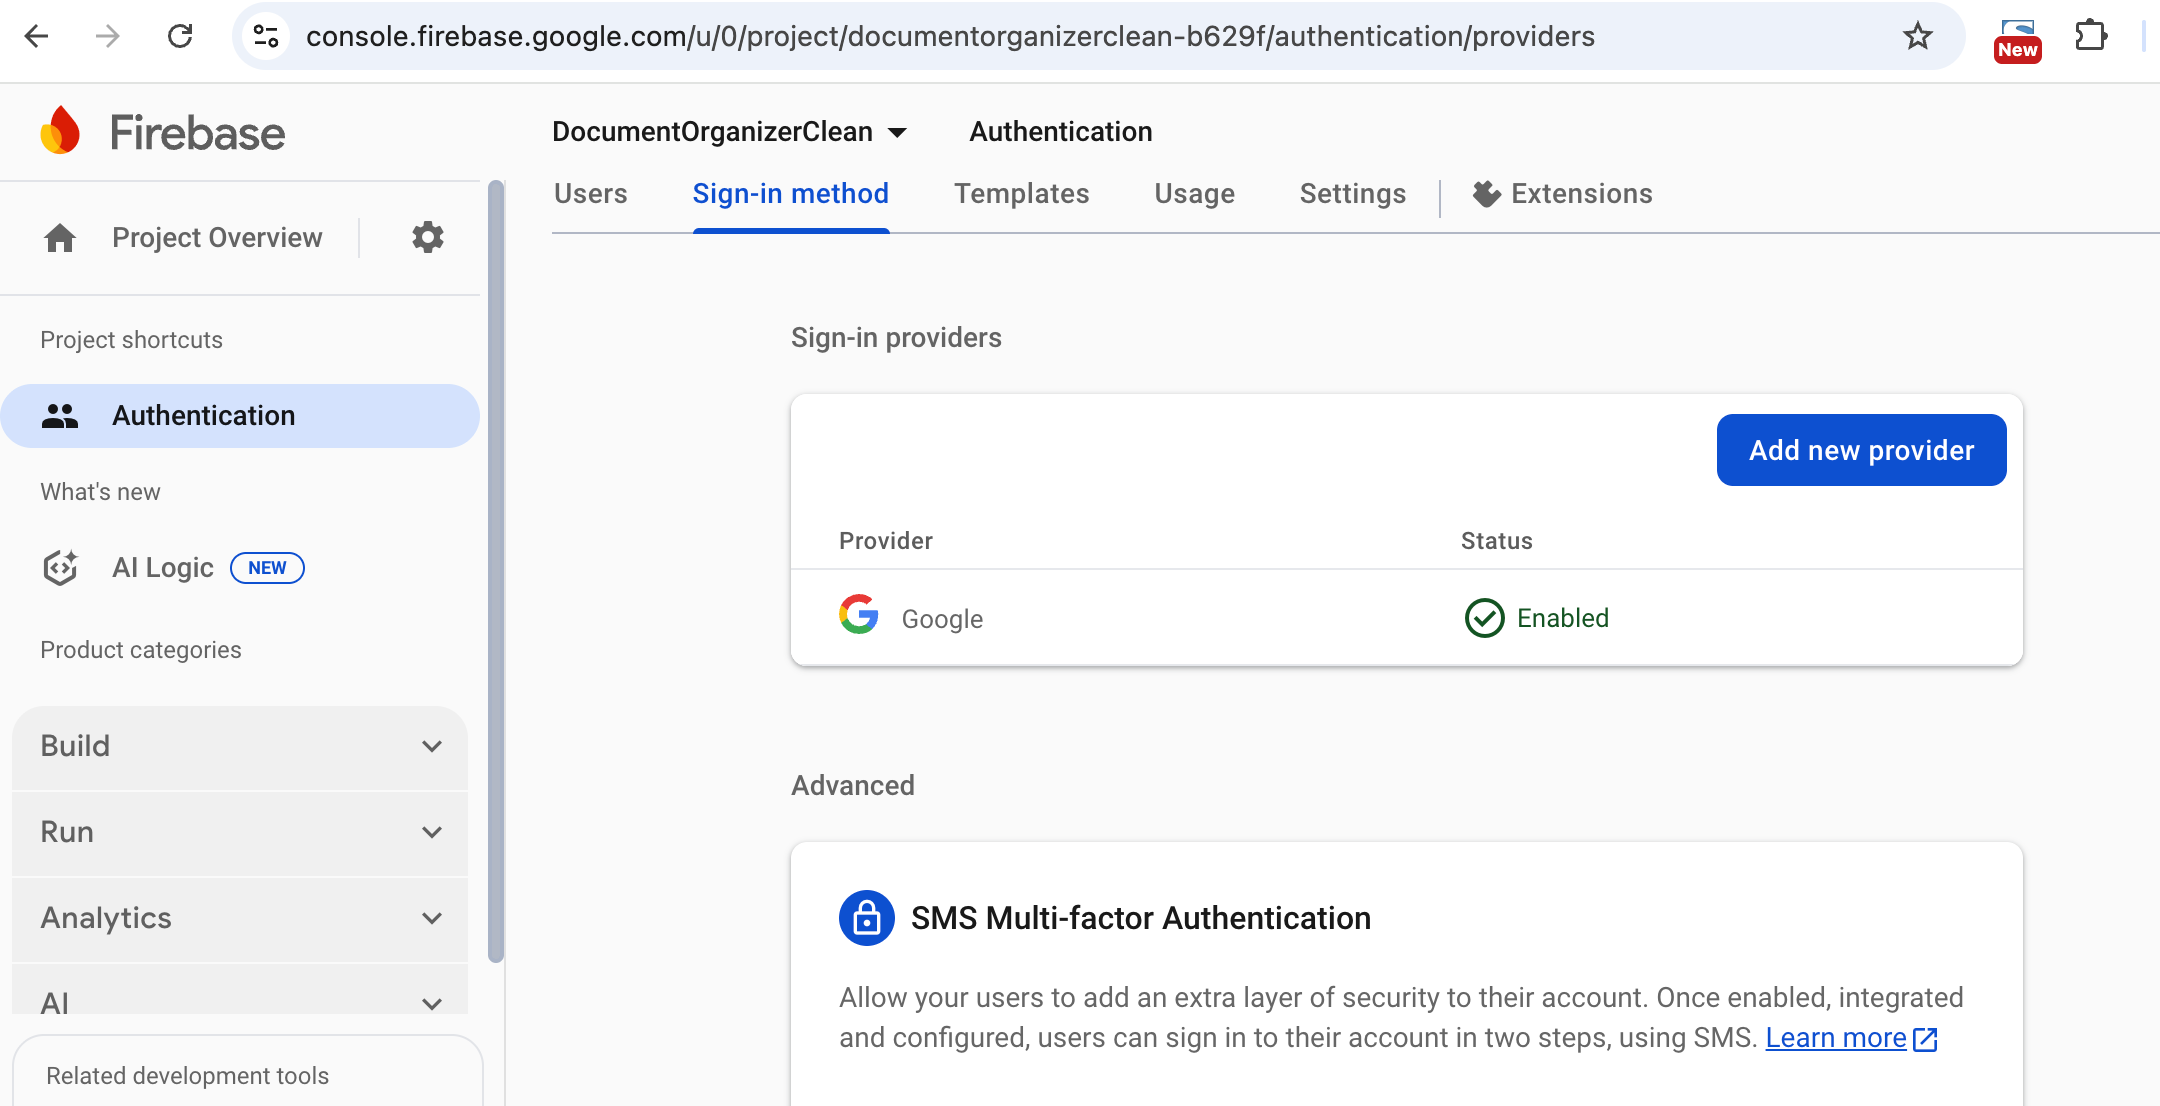 console.firebase.google.com/u/0/project/documentorganizerclean-b629f/authentication/providers
New
Firebase
DocumentOrganizerClean
Authentication
Users
Sign-in method
Templates
Usage
Settings
Extensions
Project Overview
Project shortcuts
Authentication
What's new
AI Logic
NEW
Product categories
Build
Run
Analytics
AI
Related development tools
Sign-in providers
Add new provider
Provider
Status
Google
Enabled
Advanced
SMS Multi-factor Authentication
Allow your users to add an extra layer of security to their account. Once enabled, integrated
and configured, users can sign in to their account in two steps, using SMS. Learn more